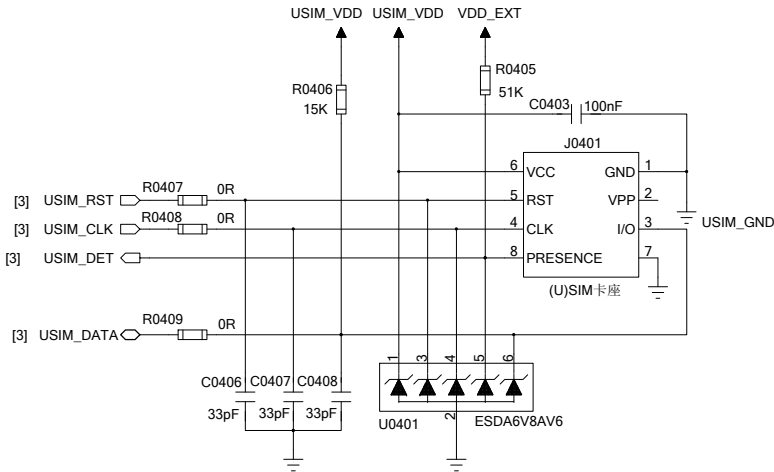 USIM_VDD USIM_VDD VDD_EXT
R0405
51K
R0406
15K
C0403 100nF
J0401
6 VCC GND 1
5 RST VPP 2
4 CLK I/O 3
8 PRESENCE 7
(U)SIM卡座
USIM_GND
[3] USIM_RST R0407 0R
[3] USIM_CLK R0408 0R
[3] USIM_DET
[3] USIM_DATA R0409 0R
C0406 C0407 C0408
33pF 33pF 33pF
1 3 4 5 6
2
U0401 ESDA6V8AV6